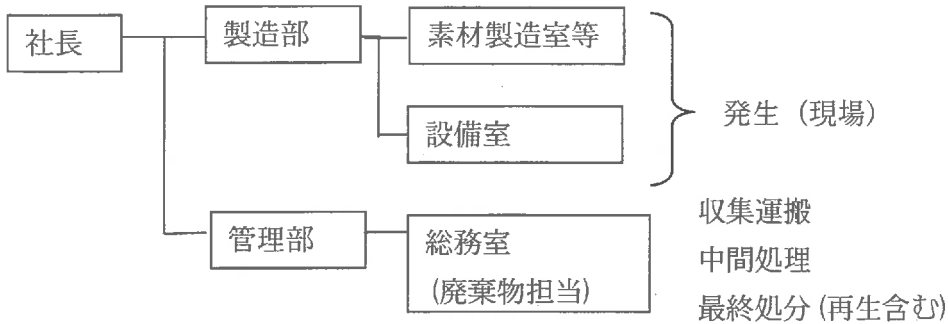 社長
製造部
素材製造室等
設備室
発生（現場）
管理部
総務室
(廃棄物担当)
収集運搬
中間処理
最終処分(再生含む)